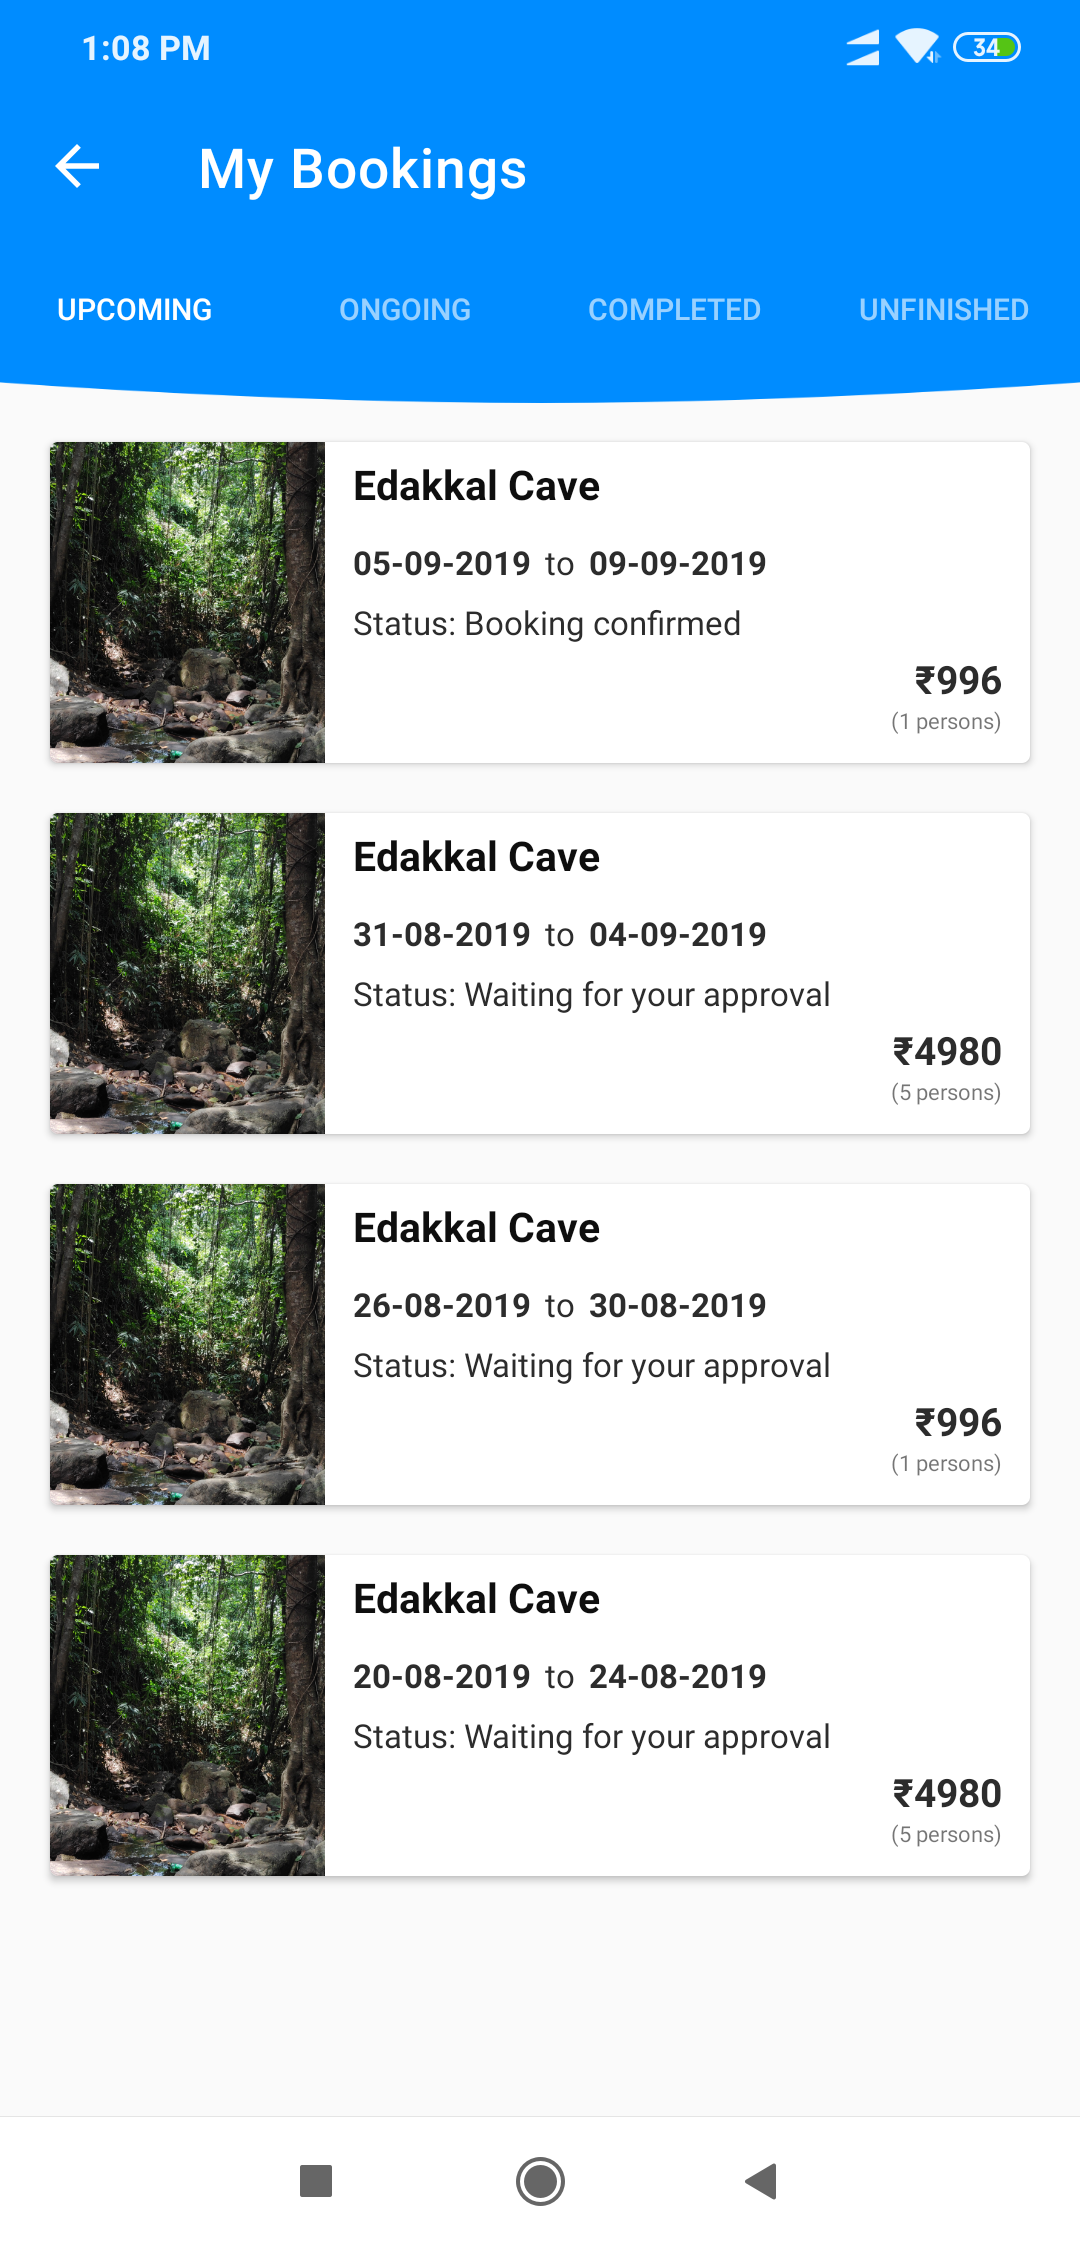 1:08 PM
34
My Bookings
UPCOMING ONGOING COMPLETED UNFINISHED
Edakkal Cave
05-09-2019 to 09-09-2019
Status: Booking confirmed
₹996
(1 persons)
Edakkal Cave
31-08-2019 to 04-09-2019
Status: Waiting for your approval
₹4980
(5 persons)
Edakkal Cave
26-08-2019 to 30-08-2019
Status: Waiting for your approval
₹996
(1 persons)
Edakkal Cave
20-08-2019 to 24-08-2019
Status: Waiting for your approval
₹4980
(5 persons)